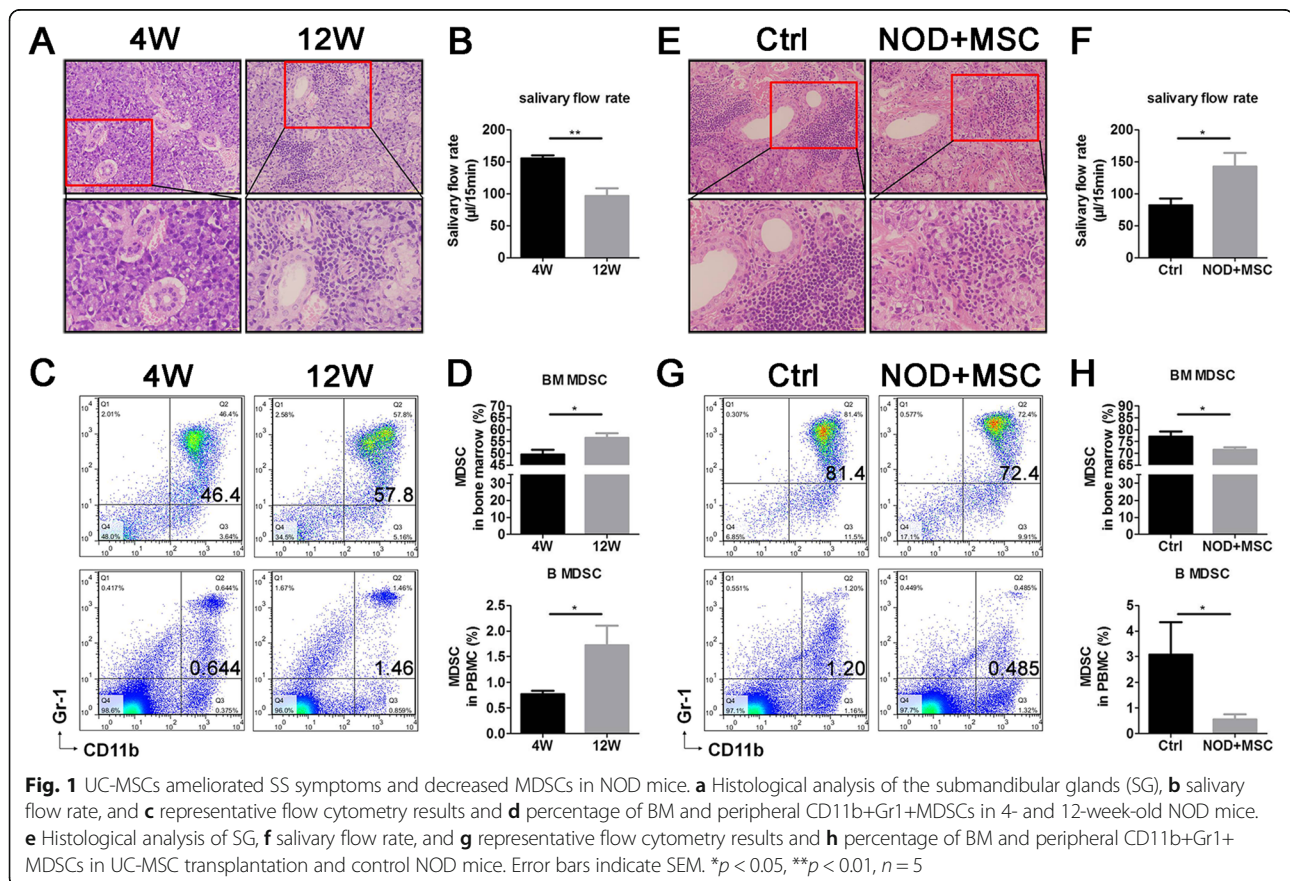 A
4W
12W
B
salivary flow rate
Salivary flow rate
(µl/15min)
200
150
100
50
0
**
4W
12W
E
Ctrl
NOD+MSC
F
salivary flow rate
Salivary flow rate
(µl/15min)
200
150
100
50
0
*
Ctrl
NOD+MSC
C
4W
12W
Q1
2.01%
Q2
46.4%
46.4
Q4
48.0%
Q3
3.64%
Q1
2.58%
Q2
57.8%
57.8
Q4
34.5%
Q3
5.16%
Q1
0.417%
Q2
0.644%
0.644
Q4
98.6%
Q3
0.375%
Q1
1.67%
Q2
1.46%
1.46
Q4
96.0%
Q3
0.859%
10⁰ 10¹ 10² 10³ 10⁴
Gr-1
CD11b
D
BM MDSC
MDSC
in bone marrow (%)
70
65
60
55
50
45
30
20
10
0
*
4W
12W
B MDSC
MDSC
in PBMC (%)
2.5
2.0
1.5
1.0
0.5
0.0
*
4W
12W
G
Ctrl
NOD+MSC
Q1
0.307%
Q2
81.4%
81.4
Q4
6.85%
Q3
11.5%
Q1
0.577%
Q2
72.4%
72.4
Q4
17.1%
Q3
9.91%
Q1
0.551%
Q2
1.20%
1.20
Q4
97.1%
Q3
1.16%
Q1
0.449%
Q2
0.485%
0.485
Q4
97.7%
Q3
1.32%
10⁰ 10¹ 10² 10³ 10⁴
Gr-1
CD11b
H
BM MDSC
MDSC
in bone marrow (%)
90
85
80
75
70
65
30
20
10
0
*
Ctrl
NOD+MSC
B MDSC
MDSC
in PBMC (%)
5
4
3
2
1
0
*
Ctrl
NOD+MSC
Fig. 1 UC-MSCs ameliorated SS symptoms and decreased MDSCs in NOD mice. a Histological analysis of the submandibular glands (SG), b salivary
flow rate, and c representative flow cytometry results and d percentage of BM and peripheral CD11b+Gr1+MDSCs in 4- and 12-week-old NOD mice.
e Histological analysis of SG, f salivary flow rate, and g representative flow cytometry results and h percentage of BM and peripheral CD11b+Gr1+
MDSCs in UC-MSC transplantation and control NOD mice. Error bars indicate SEM. *p < 0.05, **p < 0.01, n = 5